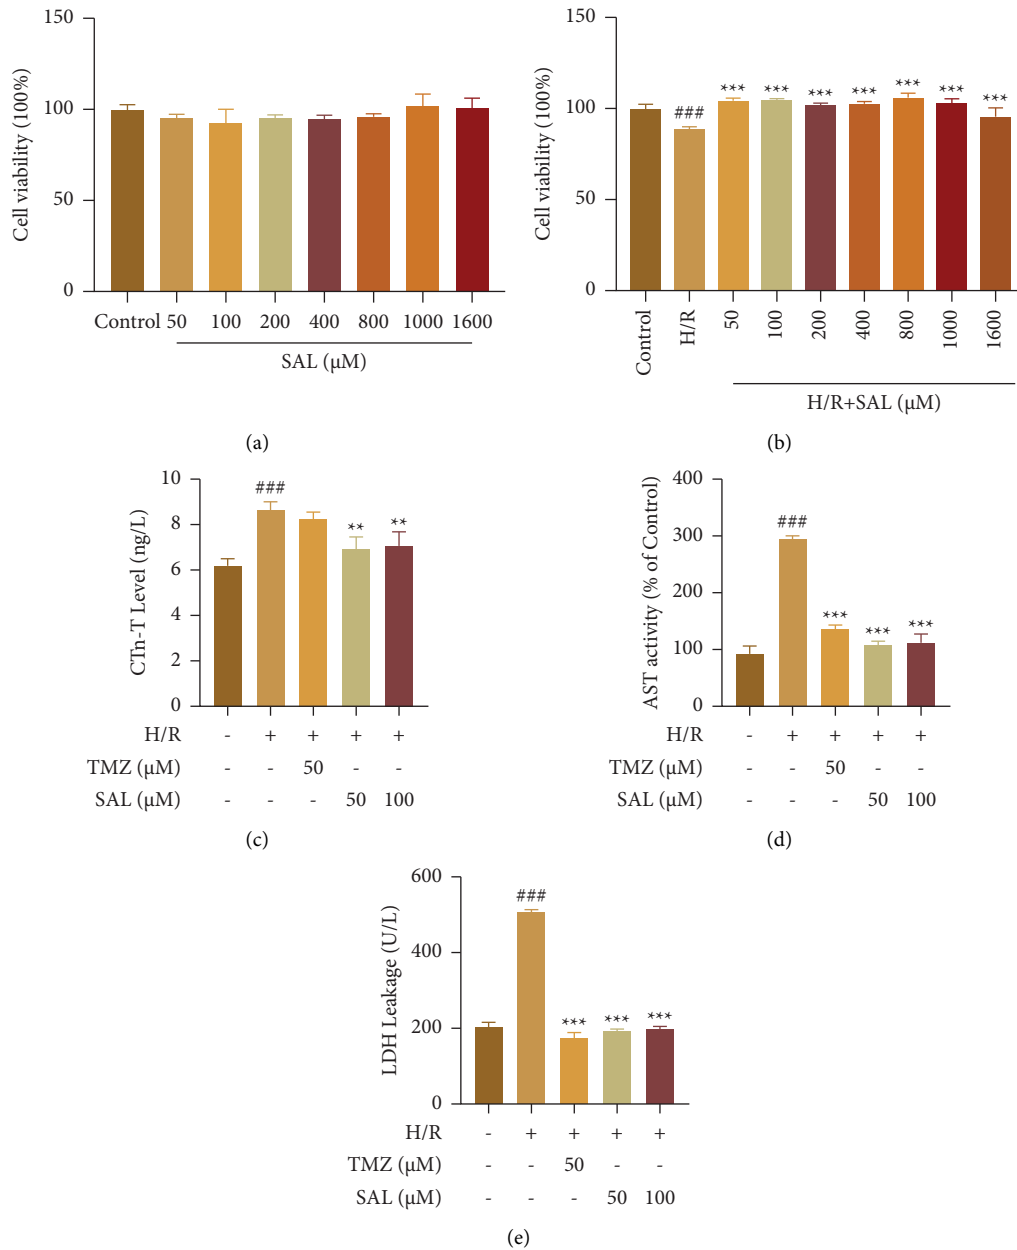 150
100
50
0
Cell viability (100%)
Control 50 100 200 400 800 1000 1600
SAL (μM)
(a)
150
100
50
0
Cell viability (100%)
### *** *** *** *** *** *** ***
Control H/R 50 100 200 400 800 1000 1600
H/R+SAL (μM)
(b)
10
8
6
4
2
0
CTn-T Level (ng/L)
### ** **
H/R - + + + +
TMZ (μM) - - 50 - -
SAL (μM) - - - 50 100
(c)
400
300
200
100
0
AST activity (% of Control)
### *** *** ***
H/R - + + + +
TMZ (μM) - - 50 - -
SAL (μM) - - - 50 100
(d)
600
400
200
0
LDH Leakage (U/L)
### *** *** ***
H/R - + + + +
TMZ (μM) - - 50 - -
SAL (μM) - - - 50 100
(e)